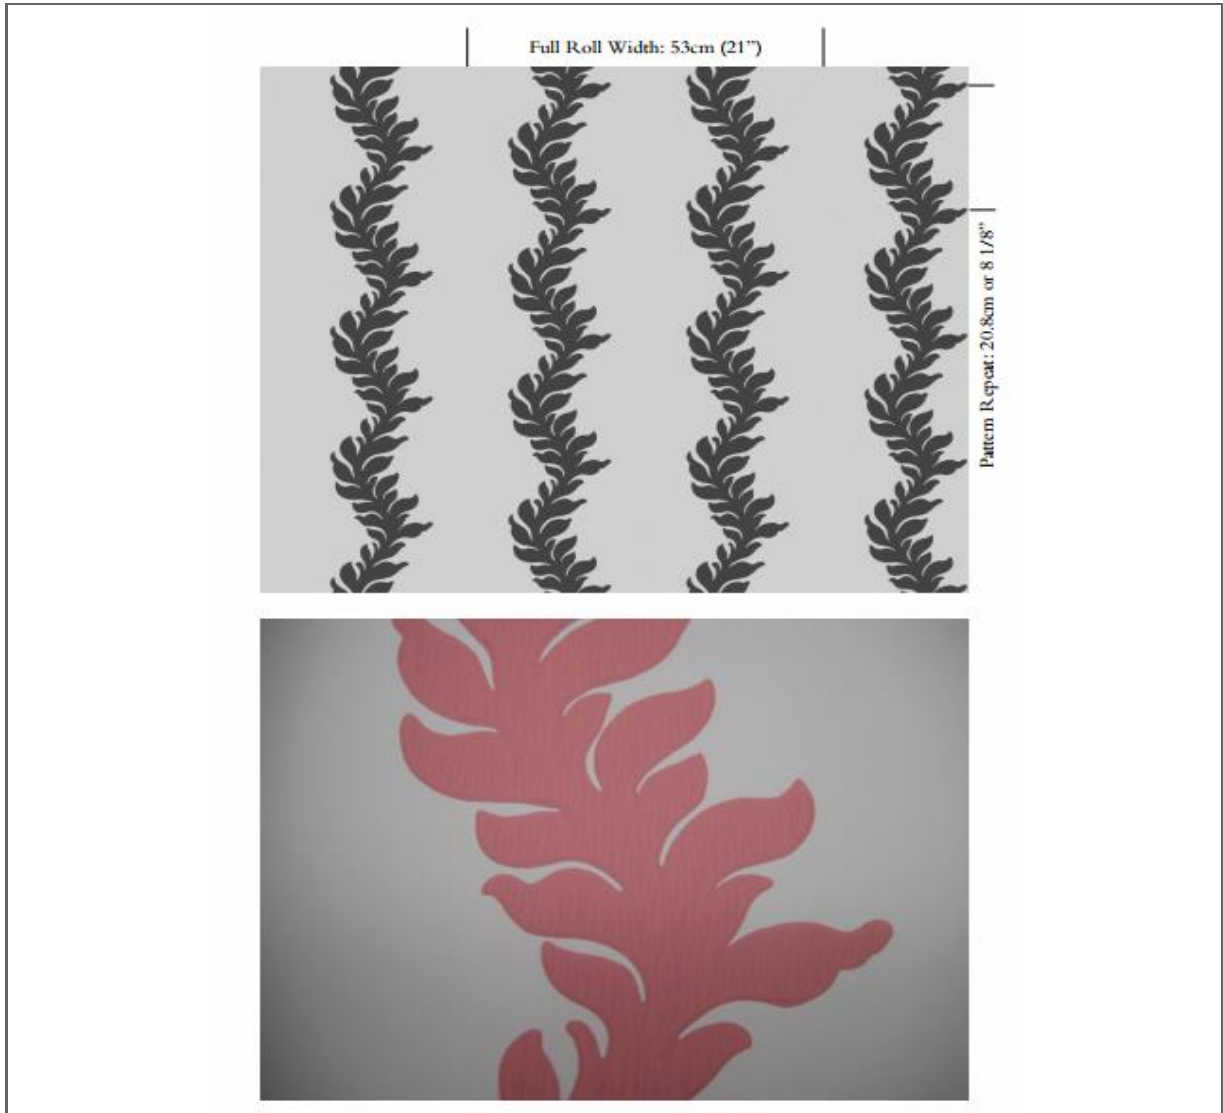 Full Roll Width: 53cm (21”)
Pattern Repeat: 20.8cm or 8 1/8”